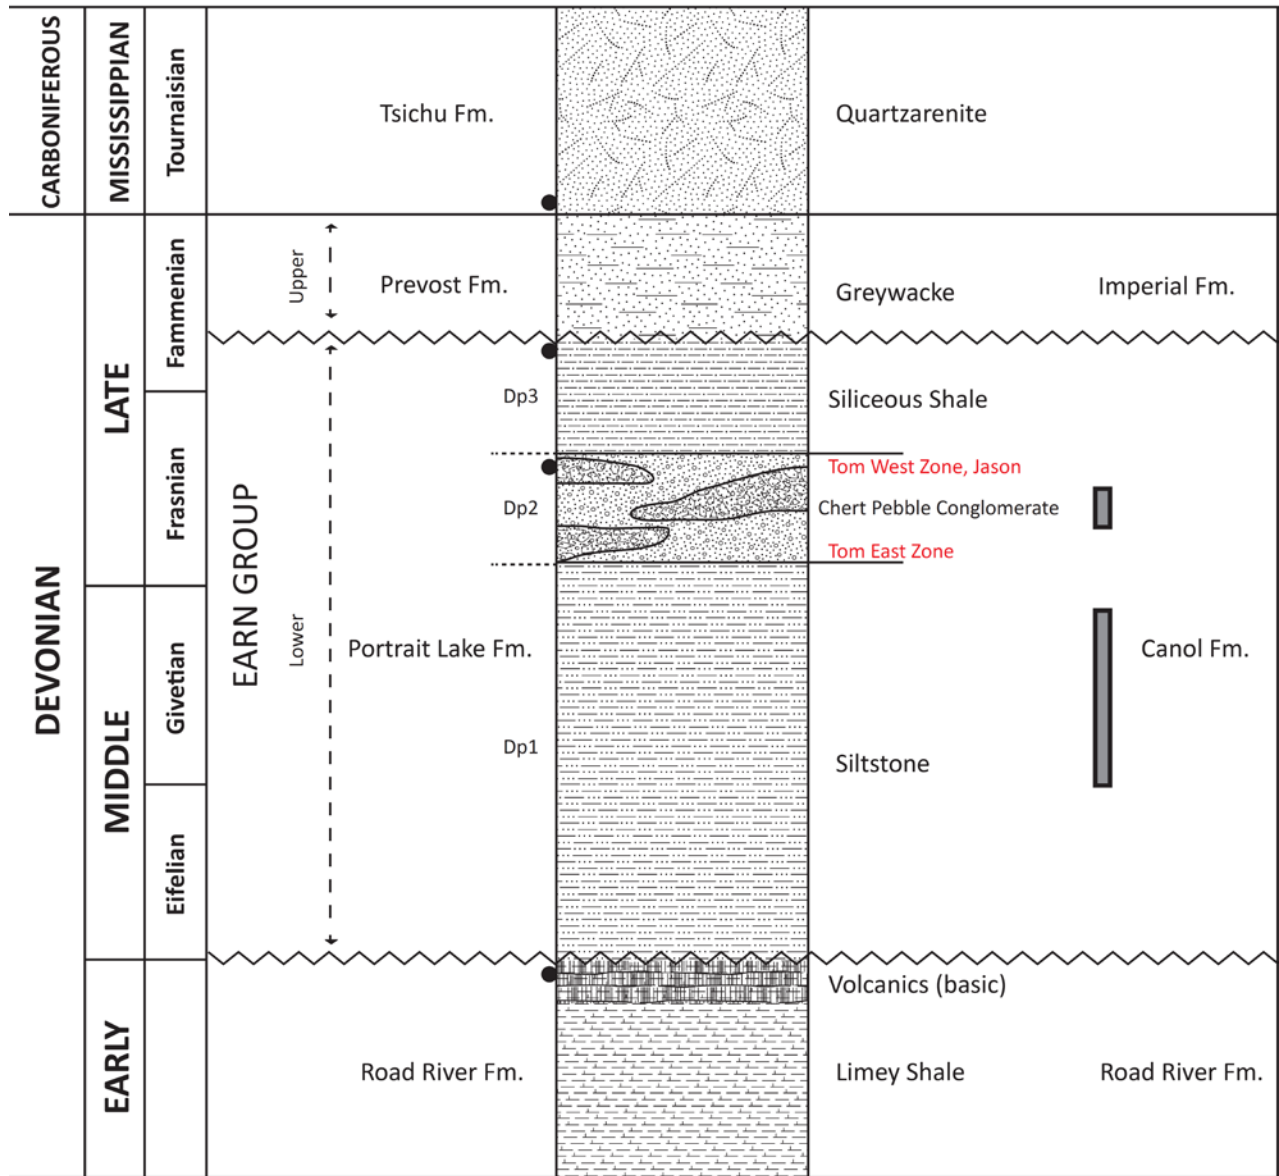 CARBONIFEROUS
MISSISSIPPIAN
Tournaisian
Tsichu Fm.
Quartzarenite
DEVONIAN
LATE
Fammenian
Upper
Prevost Fm.
Greywacke
Imperial Fm.
EARN GROUP
Lower
Dp3
Siliceous Shale
Frasnian
Tom West Zone, Jason
Dp2
Chert Pebble Conglomerate
Tom East Zone
MIDDLE
Givetian
Portrait Lake Fm.
Canol Fm.
Dp1
Siltstone
Eifelian
EARLY
Volcanics (basic)
Road River Fm.
Limey Shale
Road River Fm.